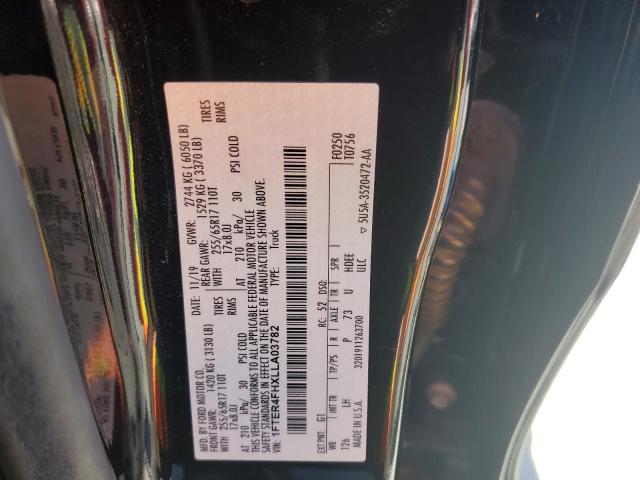 MFD. BY FORD MOTOR CO.
DATE: 11/19 GVWR: 2744 KG ( 6050 LB)
FRONT GAWR: 1420 KG ( 3130 LB) REAR GAWR: 1529 KG ( 3370 LB)
255/65R17 110T TIRES WITH 255/65R17 110T TIRES
17x8.0J RIMS 17x8.0J RIMS
AT 210 kPa/ 30 PSI COLD AT 210 kPa/ 30 PSI COLD
THIS VEHICLE CONFORMS TO ALL APPLICABLE FEDERAL MOTOR VEHICLE
SAFETY STANDARDS IN EFFECT ON THE DATE OF MANUFACTURE SHOWN ABOVE.
VIN: 1FTER4FHXLLA03782 TYPE: Truck
EXT PNT: G1 RC: 52 DSO: F0250
T0756
WB INT TR TP/PS R AXLE TR SPR
126 LH P 73 U HDEE
ULC
MADE IN U.S.A. 3201911263700 5U5A-3520472-AA